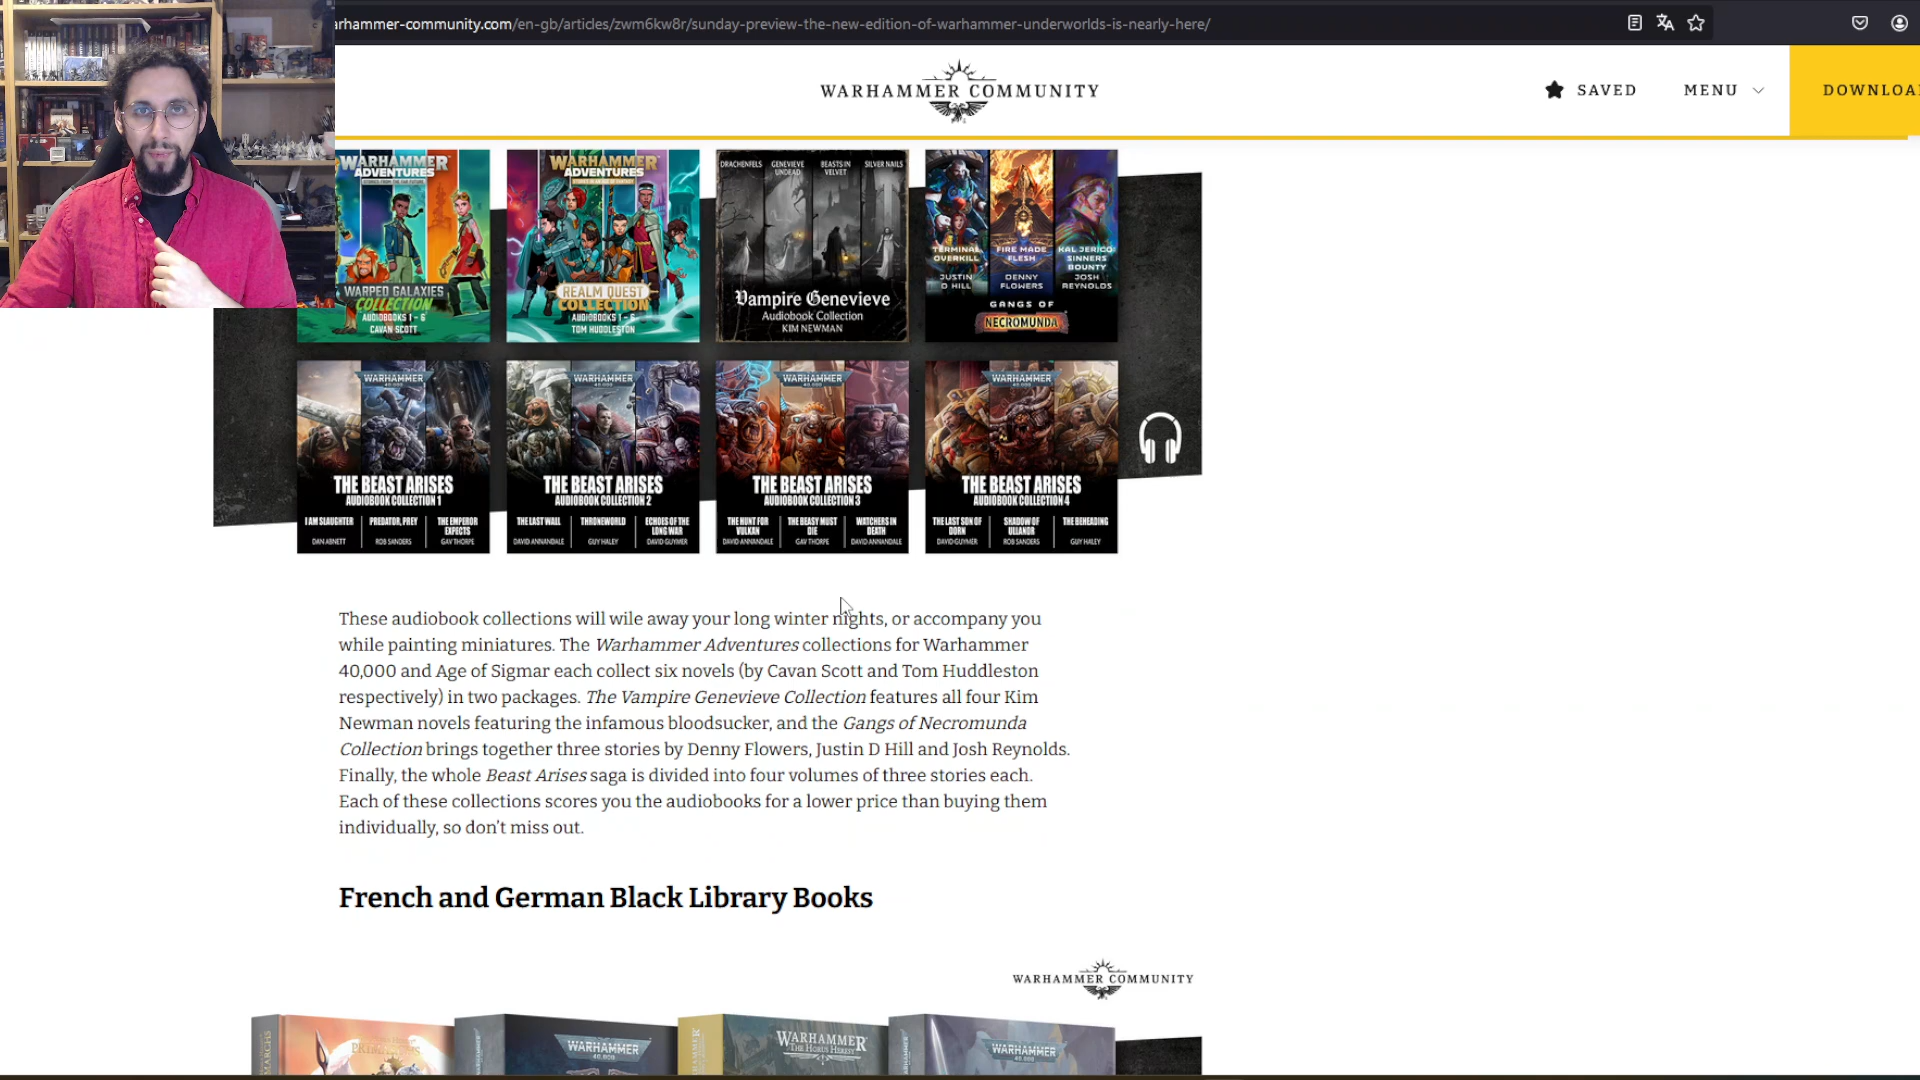 arhammer-community.com/en-gb/articles/zwm6kw8r/sunday-preview-the-new-edition-of-warhammer-underworlds-is-nearly-here/
WARHAMMER COMMUNITY
SAVED
MENU
DOWNLOA
WARHAMMER
ADVENTURES
STORIES FROM THE FAR FUTURE
WARPED GALAXIES
COLLECTION
AUDIOBOOKS 1 - 6
CAVAN SCOTT
WARHAMMER
ADVENTURES
REALM QUEST
COLLECTION
AUDIOBOOKS 1 - 6
TOM HUDDLESTON
DRACHENFELS
GENEVIEVE UNDEAD
BEASTS IN VELVET
SILVER NAILS
Vampire Genevieve
Audiobook Collection
KIM NEWMAN
TERMINAL OVERKILL
JUSTIN D HILL
FIRE MADE FLESH
DENNY FLOWERS
KAL JERICO SINNERS BOUNTY
JOSH REYNOLDS
GANGS OF
NECROMUNDA
WARHAMMER
40,000
THE BEAST ARISES
AUDIOBOOK COLLECTION 1
I AM SLAUGHTER
DAN ABNETT
PREDATOR, PREY
ROB SANDERS
THE EMPEROR EXPECTS
GAV THORPE
WARHAMMER
40,000
THE BEAST ARISES
AUDIOBOOK COLLECTION 2
THE LAST WALL
DAVID ANNANDALE
THRONEWORLD
GUY HALEY
ECHOES OF THE LONG WAR
DAVID GUYMER
WARHAMMER
40,000
THE BEAST ARISES
AUDIOBOOK COLLECTION 3
THE HUNT FOR VULKAN
DAVID ANNANDALE
THE BEASY MUST DIE
GAV THORPE
WATCHERS IN DEATH
DAVID ANNANDALE
WARHAMMER
40,000
THE BEAST ARISES
AUDIOBOOK COLLECTION 4
THE LAST SON OF DORN
DAVID GUYMER
SHADOW OF ULLANOR
ROB SANDERS
THE BEHEADING
GUY HALEY
These audiobook collections will wile away your long winter nights, or accompany you
while painting miniatures. The Warhammer Adventures collections for Warhammer
40,000 and Age of Sigmar each collect six novels (by Cavan Scott and Tom Huddleston
respectively) in two packages. The Vampire Genevieve Collection features all four Kim
Newman novels featuring the infamous bloodsucker, and the Gangs of Necromunda
Collection brings together three stories by Denny Flowers, Justin D Hill and Josh Reynolds.
Finally, the whole Beast Arises saga is divided into four volumes of three stories each.
Each of these collections scores you the audiobooks for a lower price than buying them
individually, so don’t miss out.
French and German Black Library Books
WARHAMMER COMMUNITY
WARHAMMER
40,000
WARHAMMER
THE HORUS HERESY
WARHAMMER
40,000